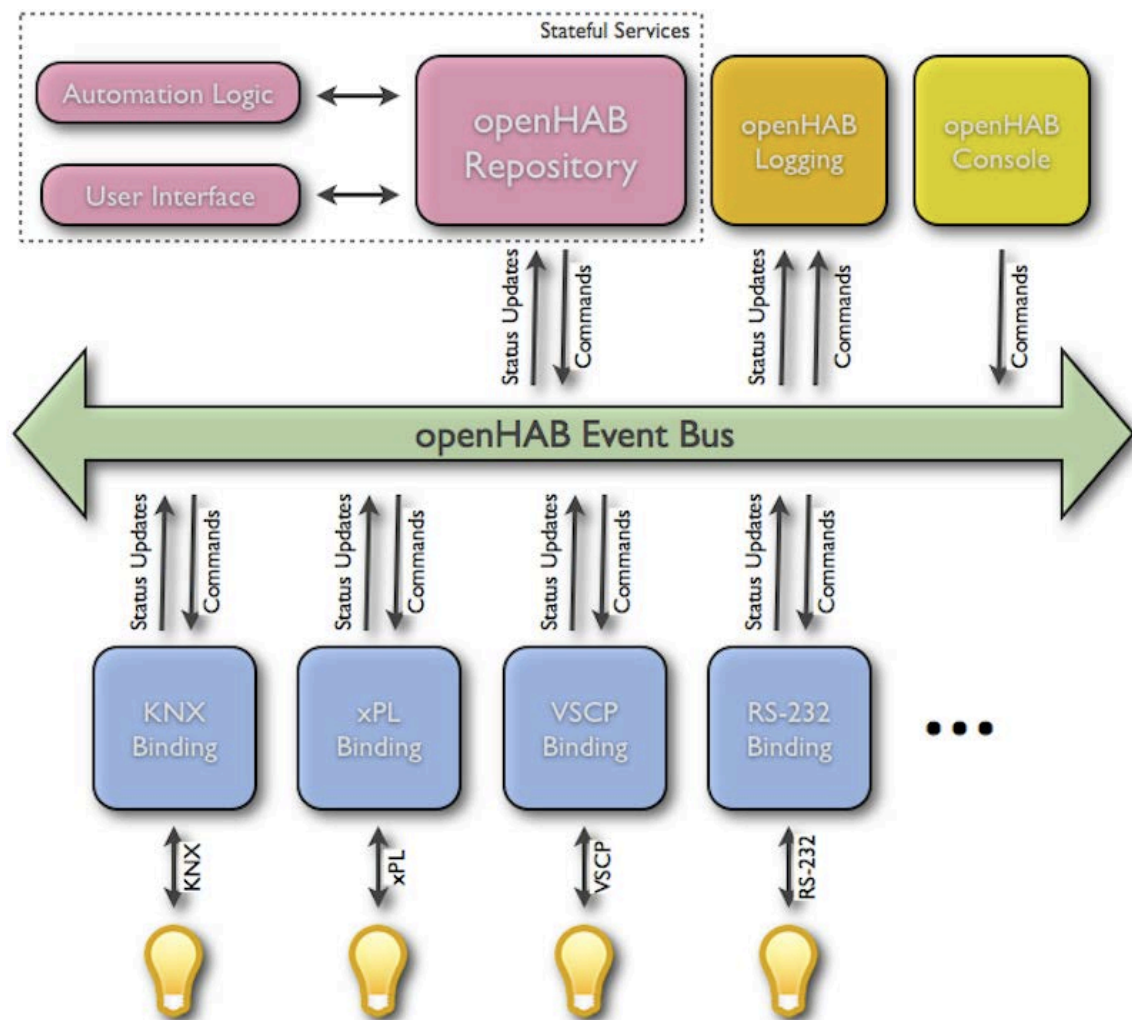 Stateful Services
Automation Logic
User Interface
openHAB
Repository
openHAB
Logging
openHAB
Console
Status Updates
Commands
Status Updates
Commands
Commands
openHAB Event Bus
Status Updates
Commands
Status Updates
Commands
Status Updates
Commands
Status Updates
Commands
KNX
Binding
xPL
Binding
VSCP
Binding
RS-232
Binding
•••
KNX
xPL
VSCP
RS-232